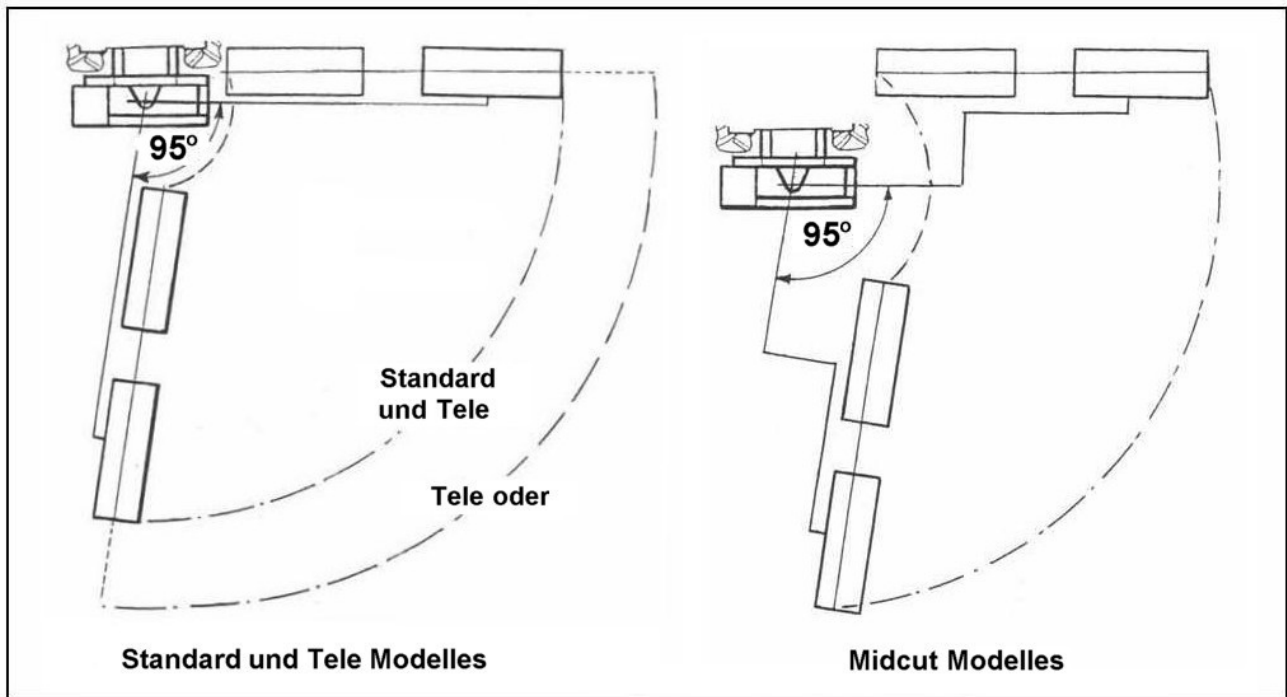 95°
Standard
und Tele
Tele oder
Standard und Tele Modelles
95°
Midcut Modelles